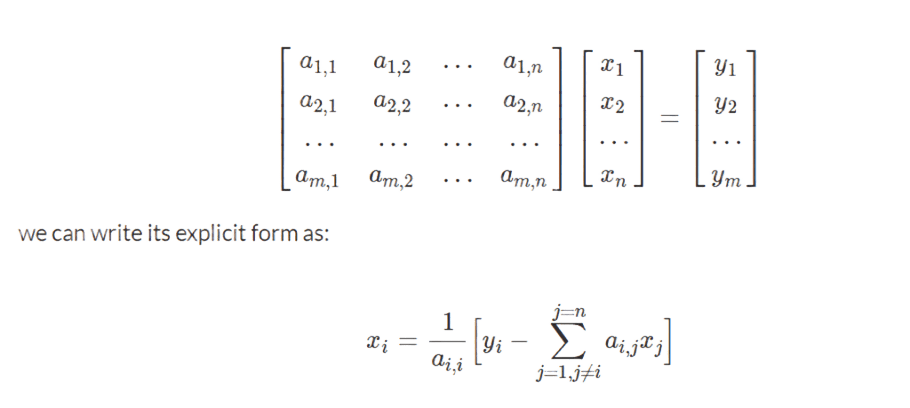 a1,1 a1,2 ... a1,n x1 y1
a2,1 a2,2 ... a2,n x2 = y2
... ... ... ... ... ...
am,1 am,2 ... am,n xn ym
we can write its explicit form as:
xi = 1/ai,i [yi − ∑j=1,j≠i j=n ai,jxj]